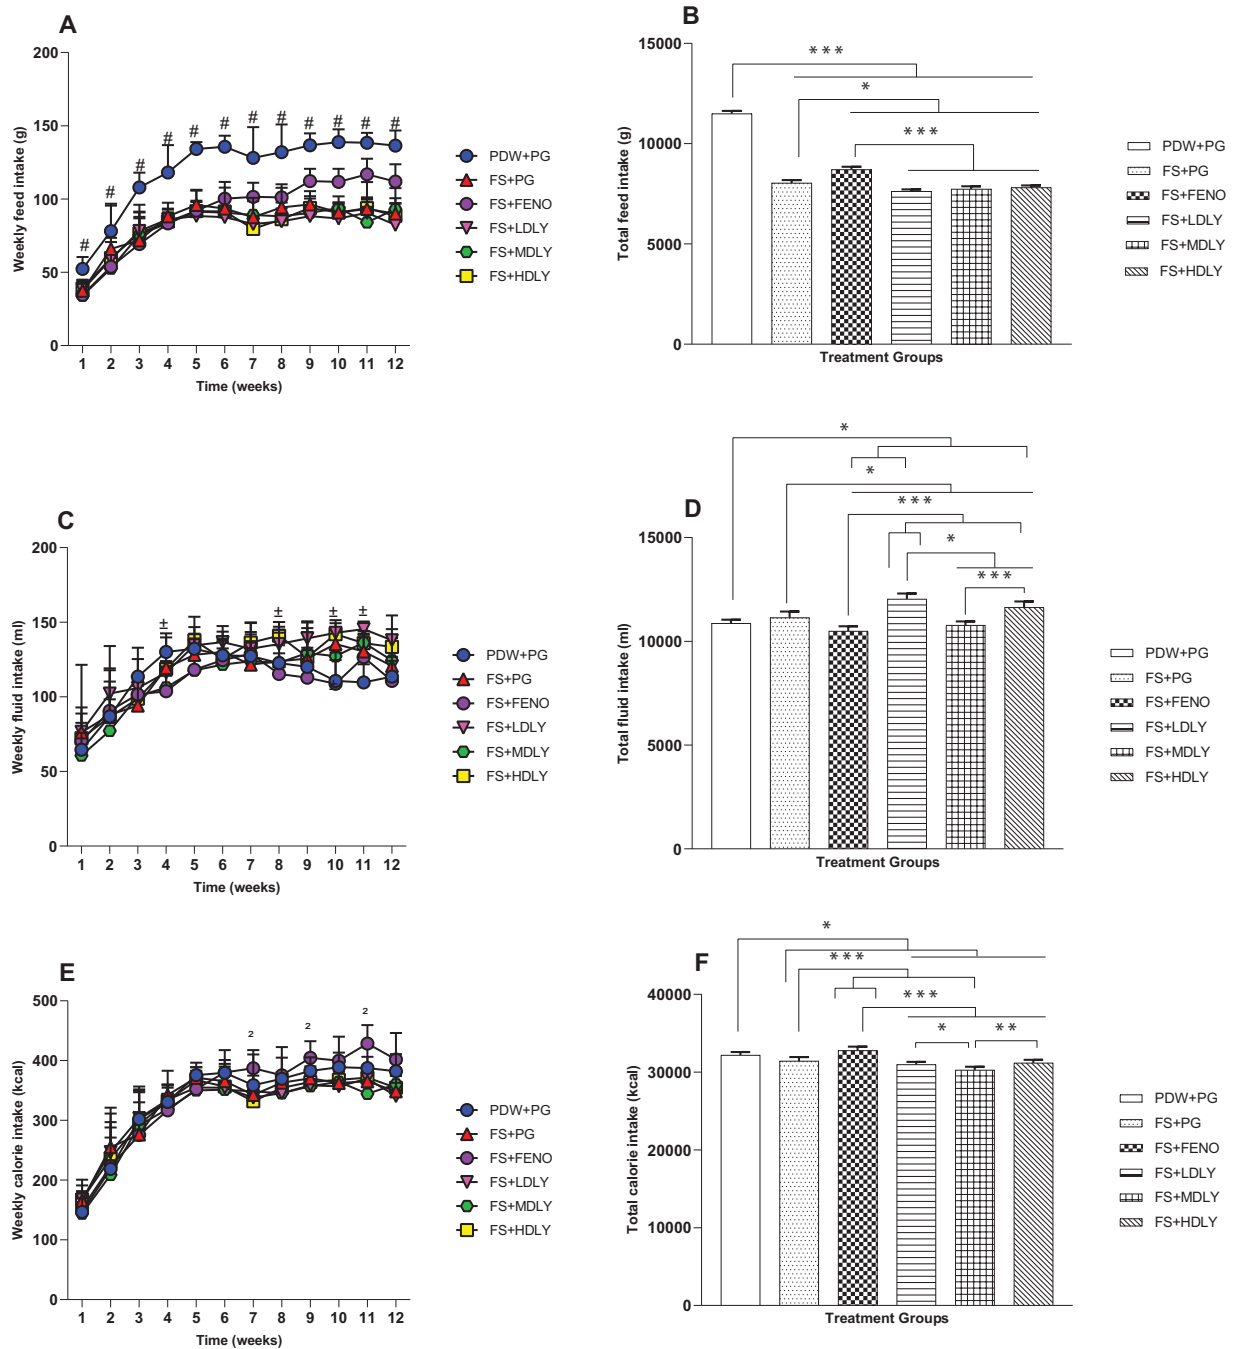 A
200
150
100
50
0
Weekly feed intake (g)
# # # # # # # # # # # #
1 2 3 4 5 6 7 8 9 10 11 12
Time (weeks)
PDW+PG
FS+PG
FS+FENO
FS+LDLY
FS+MDLY
FS+HDLY
B
15000
10000
5000
0
Total feed intake (g)
***
*
***
Treatment Groups
PDW+PG
FS+PG
FS+FENO
FS+LDLY
FS+MDLY
FS+HDLY
C
200
150
100
50
0
Weekly fluid intake (ml)
± ± ± ±
1 2 3 4 5 6 7 8 9 10 11 12
Time (weeks)
PDW+PG
FS+PG
FS+FENO
FS+LDLY
FS+MDLY
FS+HDLY
D
15000
10000
5000
0
Total fluid intake (ml)
*
*
***
*
***
Treatment Groups
PDW+PG
FS+PG
FS+FENO
FS+LDLY
FS+MDLY
FS+HDLY
E
500
400
300
200
100
0
Weekly calorie intake (kcal)
2 2 2
1 2 3 4 5 6 7 8 9 10 11 12
Time (weeks)
PDW+PG
FS+PG
FS+FENO
FS+LDLY
FS+MDLY
FS+HDLY
F
40000
30000
20000
10000
0
Total calorie intake (kcal)
*
***
***
*
**
Treatment Groups
PDW+PG
FS+PG
FS+FENO
FS+LDLY
FS+MDLY
FS+HDLY